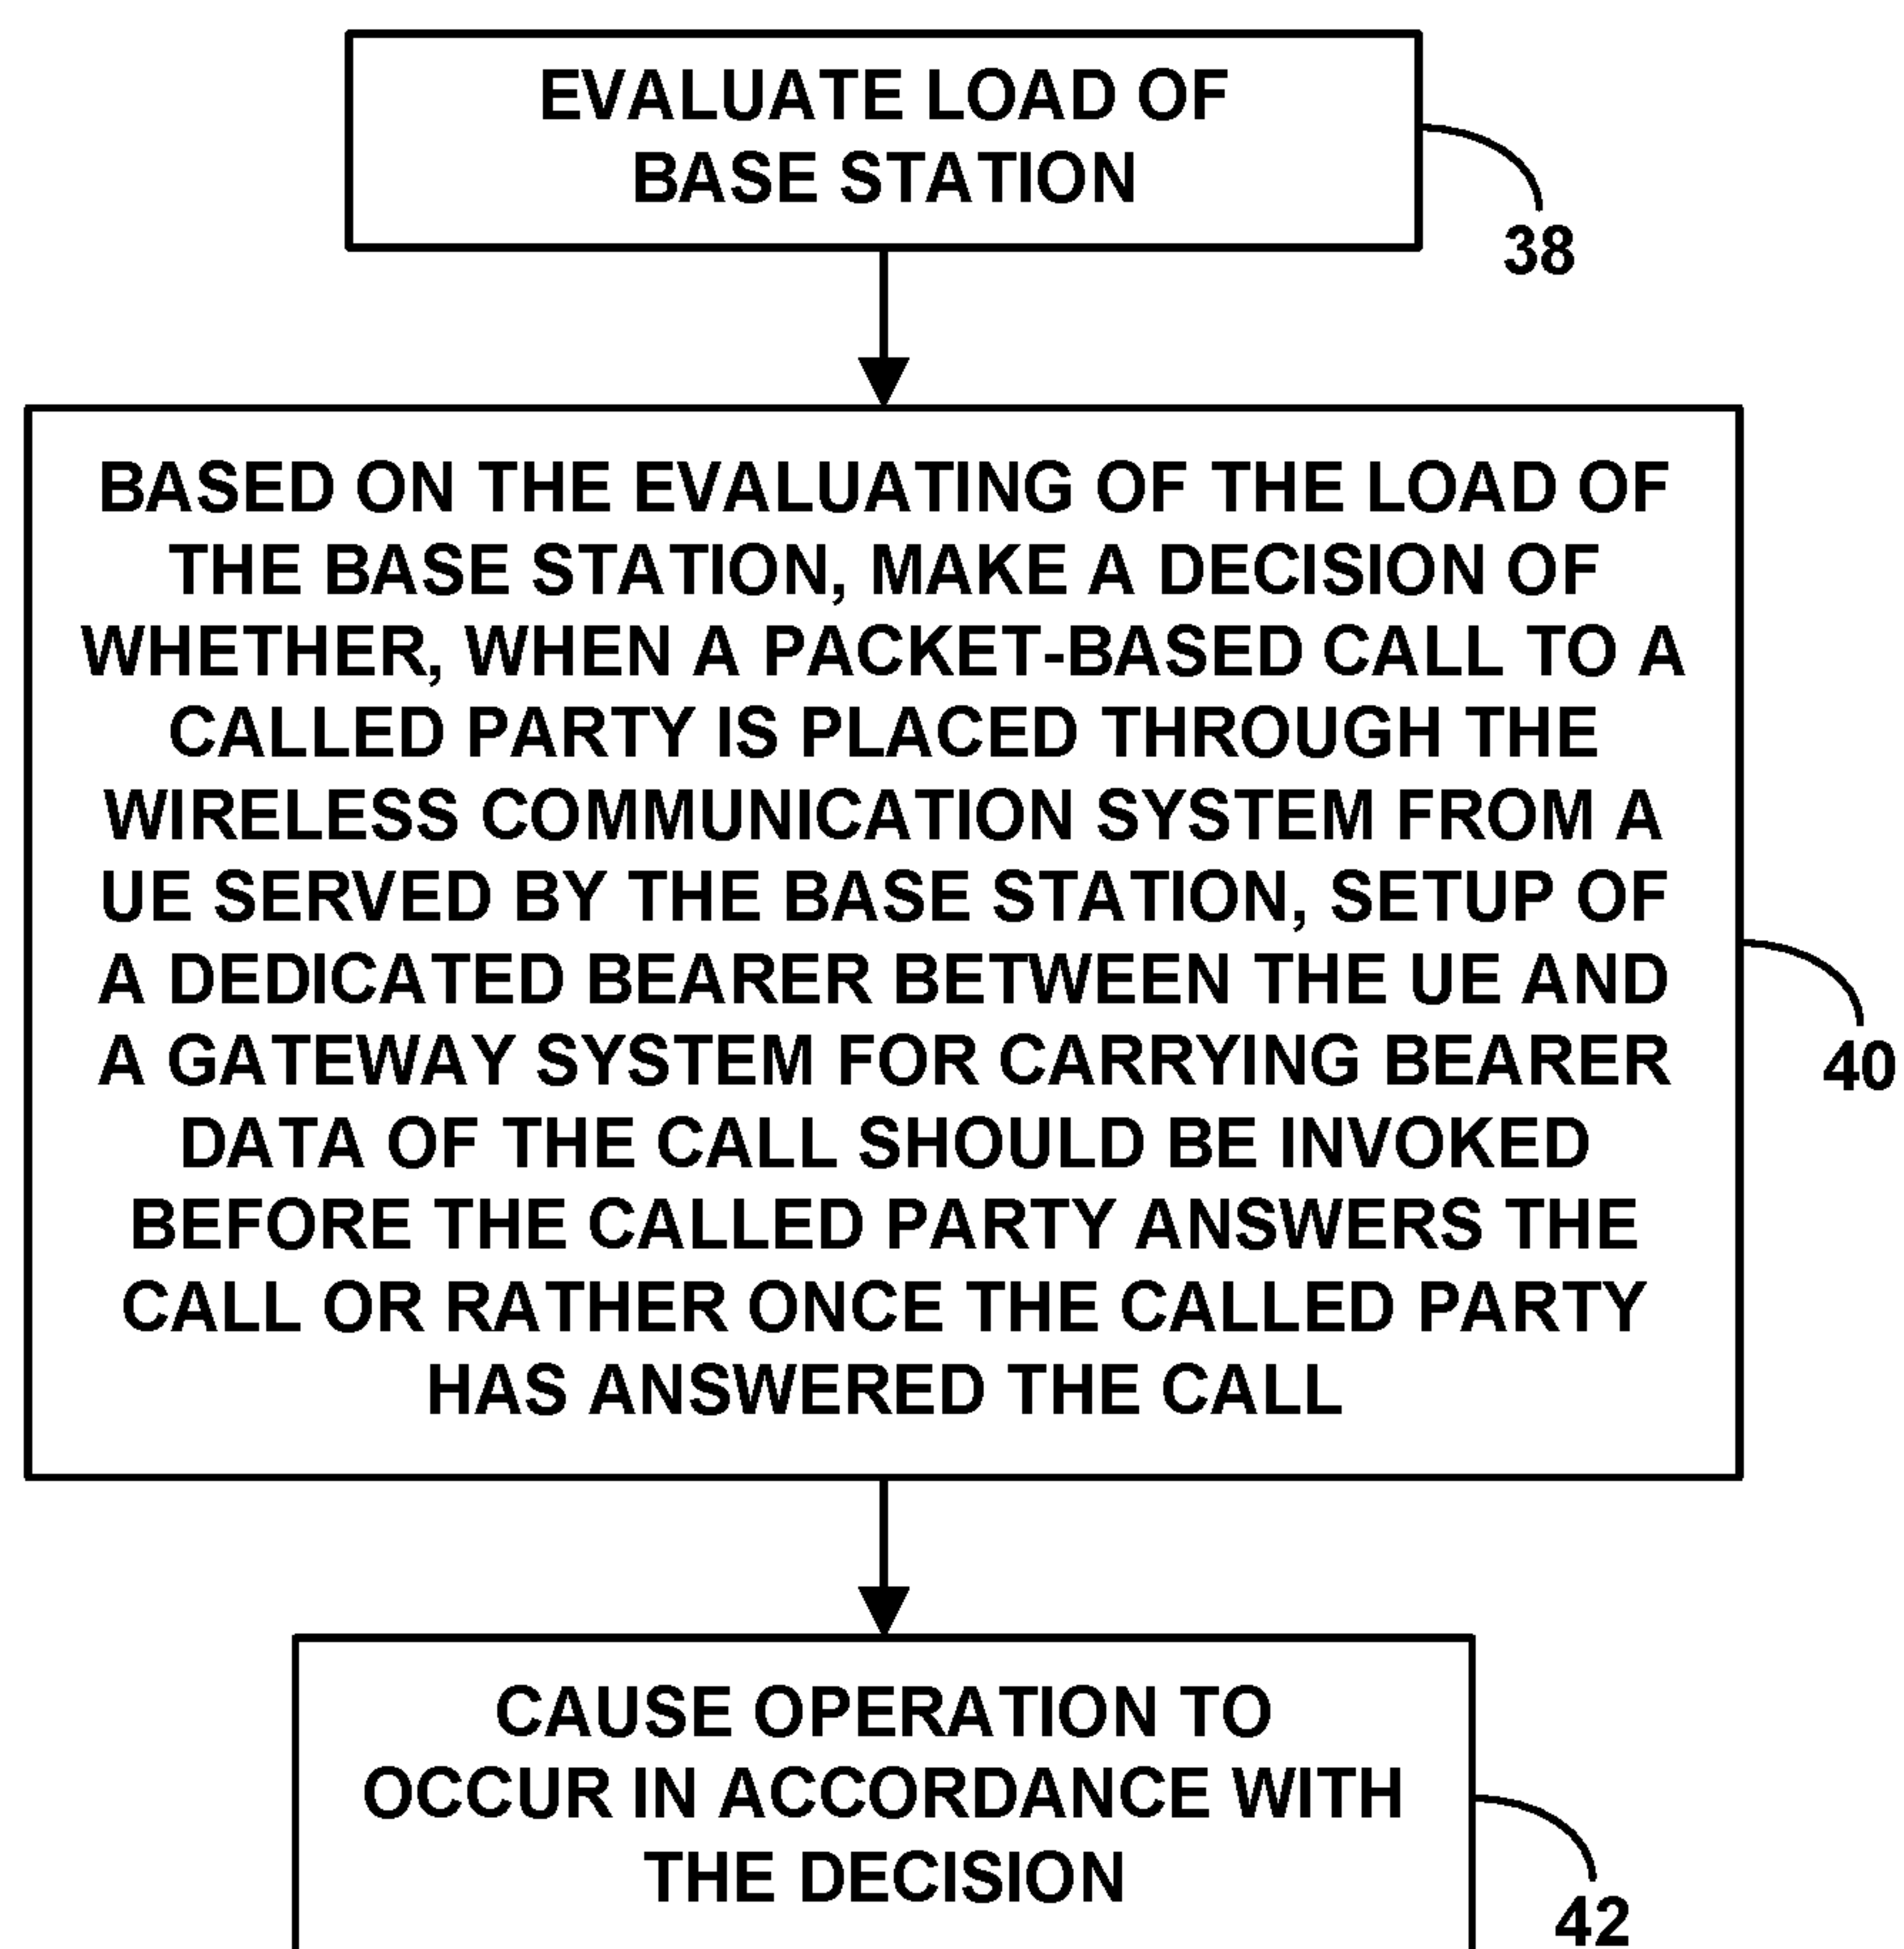 EVALUATE LOAD OF
BASE STATION
38
BASED ON THE EVALUATING OF THE LOAD OF
THE BASE STATION, MAKE A DECISION OF
WHETHER, WHEN A PACKET-BASED CALL TO A
CALLED PARTY IS PLACED THROUGH THE
WIRELESS COMMUNICATION SYSTEM FROM A
UE SERVED BY THE BASE STATION, SETUP OF
A DEDICATED BEARER BETWEEN THE UE AND
A GATEWAY SYSTEM FOR CARRYING BEARER
DATA OF THE CALL SHOULD BE INVOKED
BEFORE THE CALLED PARTY ANSWERS THE
CALL OR RATHER ONCE THE CALLED PARTY
HAS ANSWERED THE CALL
40
CAUSE OPERATION TO
OCCUR IN ACCORDANCE WITH
THE DECISION
42